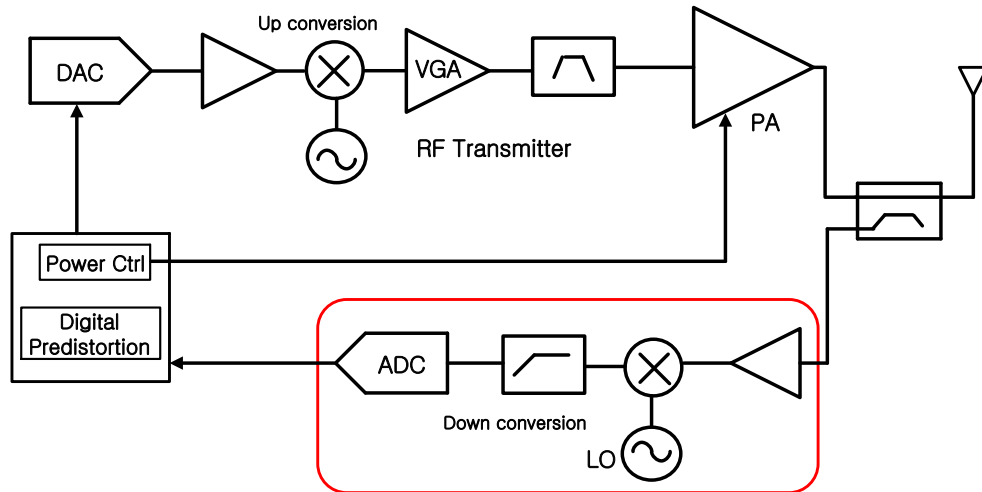 Up conversion
DAC
VGA
PA
RF Transmitter
Power Ctrl
Digital
Predistortion
ADC
Down conversion
LO